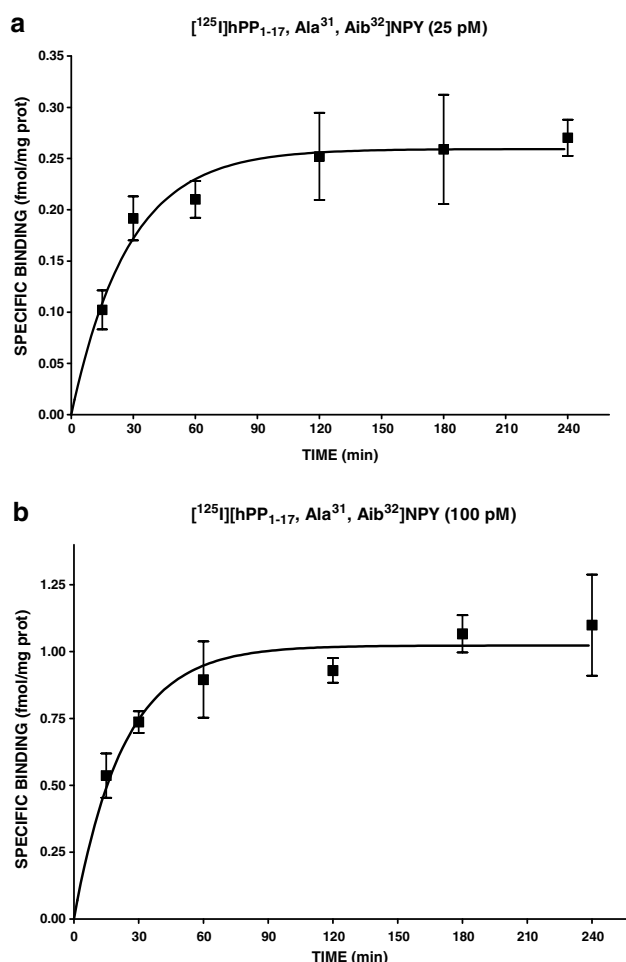 a
[¹²⁵I]hPP₁₋₁₇, Ala³¹, Aib³²]NPY (25 pM)
SPECIFIC BINDING (fmol/mg prot)
0.35
0.30
0.25
0.20
0.15
0.10
0.05
0.00
0 30 60 90 120 150 180 210 240
TIME (min)
b
[¹²⁵I][hPP₁₋₁₇, Ala³¹, Aib³²]NPY (100 pM)
SPECIFIC BINDING (fmol/mg prot)
1.25
1.00
0.75
0.50
0.25
0.00
0 30 60 90 120 150 180 210 240
TIME (min)